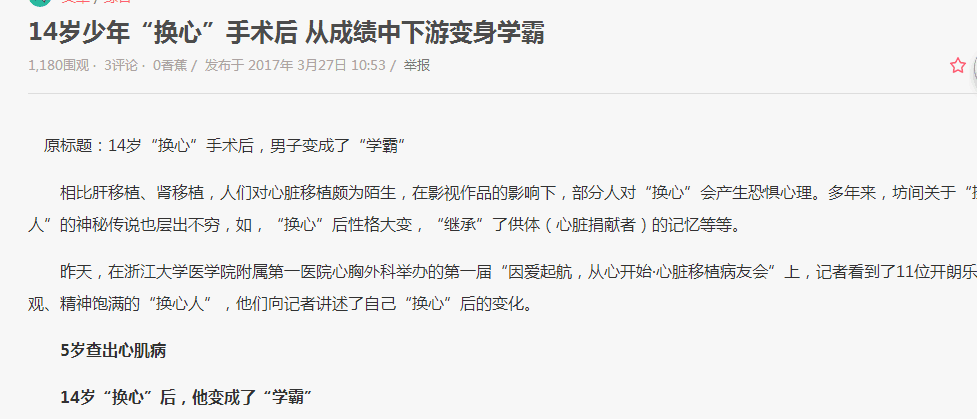 14岁少年“换心”手术后 从成绩中下游变身学霸
1,180围观· 3评论· 0香蕉 / 发布于 2017年 3月27日 10:53 / 举报
原标题：14岁“换心”手术后，男子变成了“学霸”
相比肝移植、肾移植，人们对心脏移植颇为陌生，在影视作品的影响下，部分人对“换心”会产生恐惧心理。多年来，坊间关于“
人”的神秘传说也层出不穷，如，“换心”后性格大变，“继承”了供体（心脏捐献者）的记忆等等。
昨天，在浙江大学医学院附属第一医院心胸外科举办的第一届“因爱起航，从心开始·心脏移植病友会”上，记者看到了11位开朗乐
观、精神饱满的“换心人”，他们向记者讲述了自己“换心”后的变化。
5岁查出心肌病
14岁“换心”后，他变成了“学霸”